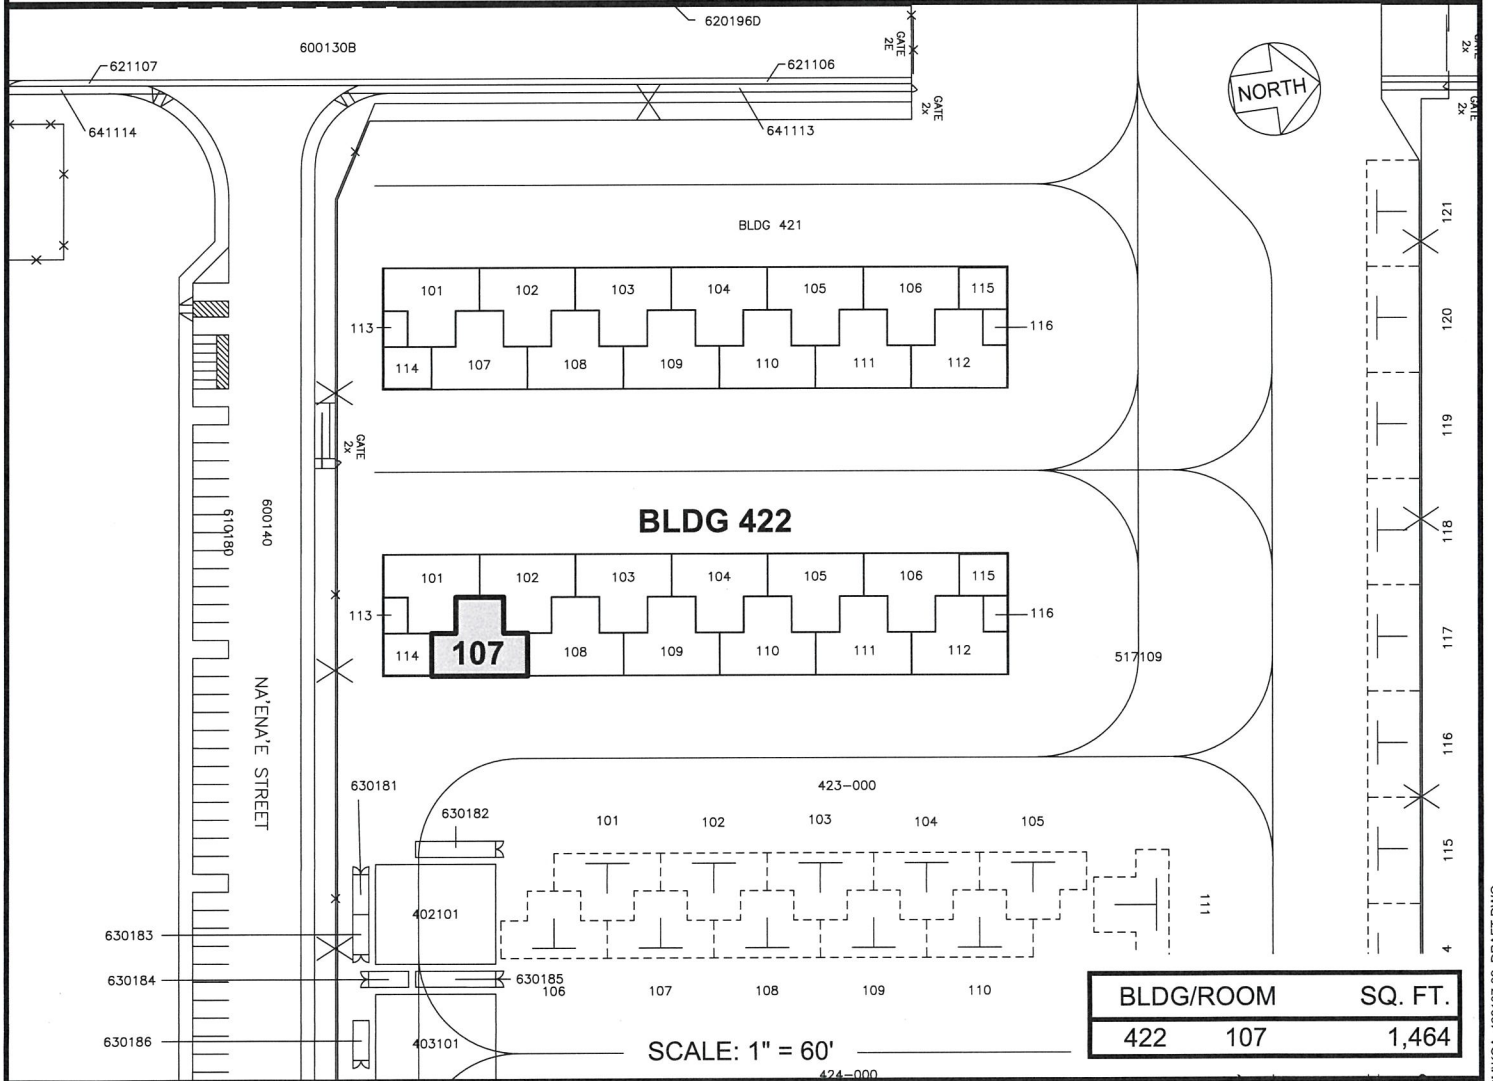 620196D
600130B
GATE
2E
2x
621107
621106
NORTH
GATE
2x
GATE
2x
641114
641113
121
BLDG 421
101 102 103 104 105 106 115
120
113
116
114 107 108 109 110 111 112
119
GATE
2x
610180
600140
BLDG 422
118
101 102 103 104 105 106 115
113
116
117
114 107 108 109 110 111 112
517109
NA'ENA'E STREET
116
630181
423-000
630182
101 102 103 104 105
115
111
402101
630183
4
630184
630185
106 107 108 109 110
BLDG/ROOM SQ. FT.
422 107 1,464
630186
403101
SCALE: 1" = 60'
424-000